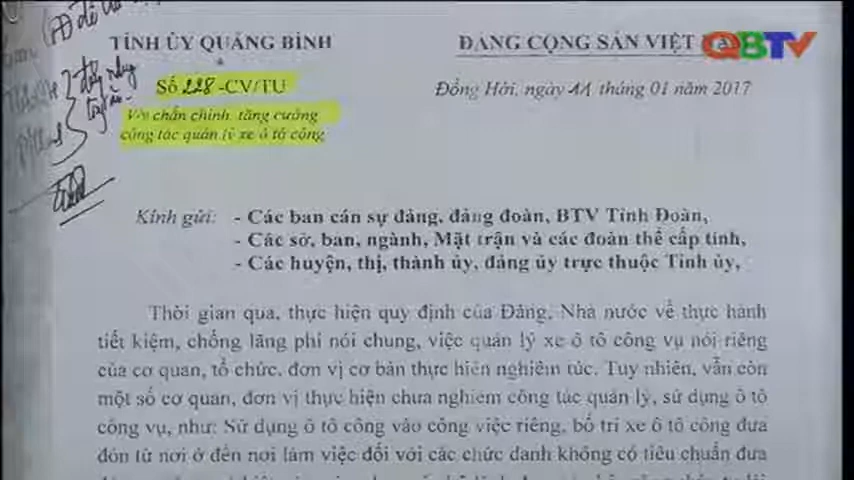 TỈNH ỦY QUẢNG BÌNH
ĐẢNG CỘNG SẢN VIỆT
QBTV
Số 228-CV/TU
Đồng Hới, ngày 11 tháng 01 năm 2017
V/v chấn chỉnh, tăng cường
công tác quản lý xe ô tô công
Kính gửi: - Các ban cán sự đảng, đảng đoàn, BTV Tỉnh Đoàn,
- Các sở, ban, ngành, Mặt trận và các đoàn thể cấp tỉnh,
- Các huyện, thị, thành ủy, đảng ủy trực thuộc Tỉnh ủy,
Thời gian qua, thực hiện quy định của Đảng, Nhà nước về thực hành
tiết kiệm, chống lãng phí nói chung, việc quản lý xe ô tô công vụ nói riêng
của cơ quan, tổ chức, đơn vị cơ bản thực hiện nghiêm túc. Tuy nhiên, vẫn còn
một số cơ quan, đơn vị thực hiện chưa nghiêm công tác quản lý, sử dụng ô tô
công vụ, như: Sử dụng ô tô công vào công việc riêng, bố trí xe ô tô công đưa
đón từ nơi ở đến nơi làm việc đối với các chức danh không có tiêu chuẩn đưa